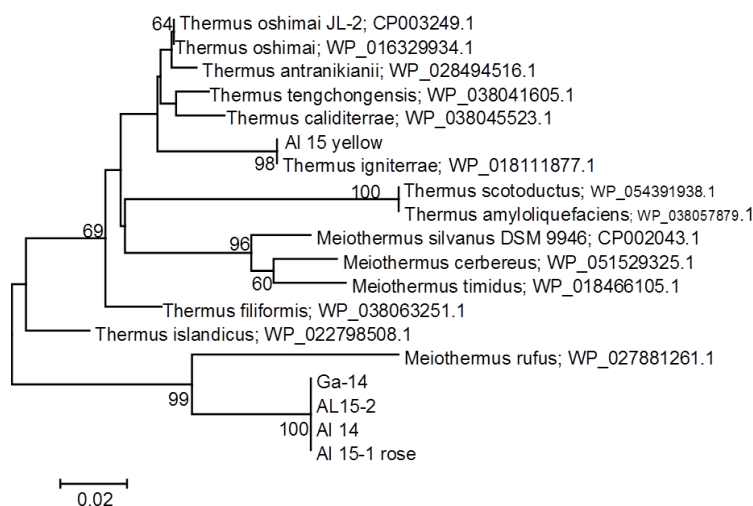 64 Thermus oshimai JL-2; CP003249.1
Thermus oshimai; WP_016329934.1
Thermus antranikianii; WP_028494516.1
Thermus tengchongensis; WP_038041605.1
Thermus caliditerrae; WP_038045523.1
Al 15 yellow
98 Thermus igniterrae; WP_018111877.1
100 Thermus scotoductus; WP_054391938.1
Thermus amyloliquefaciens; WP_038057879.1
69 Meiothermus silvanus DSM 9946; CP002043.1
96
Meiothermus cerbereus; WP_051529325.1
60 Meiothermus timidus; WP_018466105.1
Thermus filiformis; WP_038063251.1
Thermus islandicus; WP_022798508.1
Meiothermus rufus; WP_027881261.1
Ga-14
99 AL15-2
100 Al 14
Al 15-1 rose
0.02